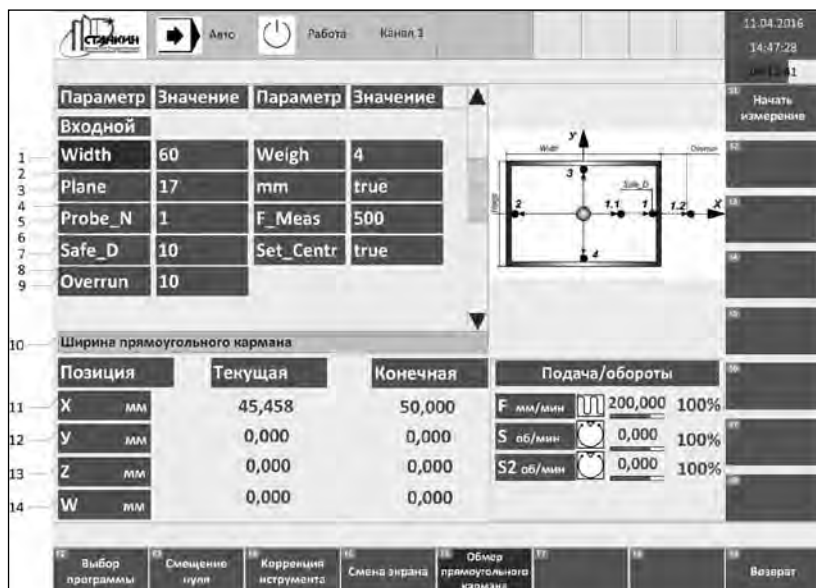 СТАНКИН
Авто
Работа
Канал 3
11.04.2016
14:47:28
Параметр Значение Параметр Значение
Входной
1 Width 60 Weigh 4
2
3 Plane 17 mm true
4
5 Probe_N 1 F_Meas 500
6
7 Safe_D 10 Set_Centr true
8
9 Overrun 10
S1
Начать
измерение
S2
Y
Width
Overrun
3
Safe_D
2
1.1
1
1.2
X
4
10 Ширина прямоугольного кармана
Позиция Текущая Конечная
11 X мм 45,458 50,000
12 У мм 0,000 0,000
13 Z мм 0,000 0,000
14 W мм 0,000 0,000
Подача/обороты
F мм/мин 200,000 100%
S об/мин 0,000 100%
S2 об/мин 0,000 100%
Выбор
программы
Смещение
нуля
Коррекция
иструмента
Смена экрана
Обмер
прямоугольного
кармана
Возврат